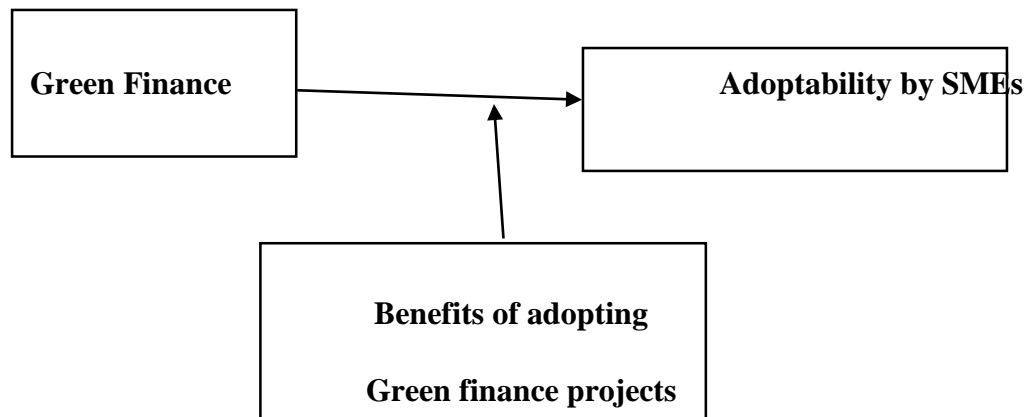 Green Finance
Adoptability by SMEs
Benefits of adopting
Green finance projects